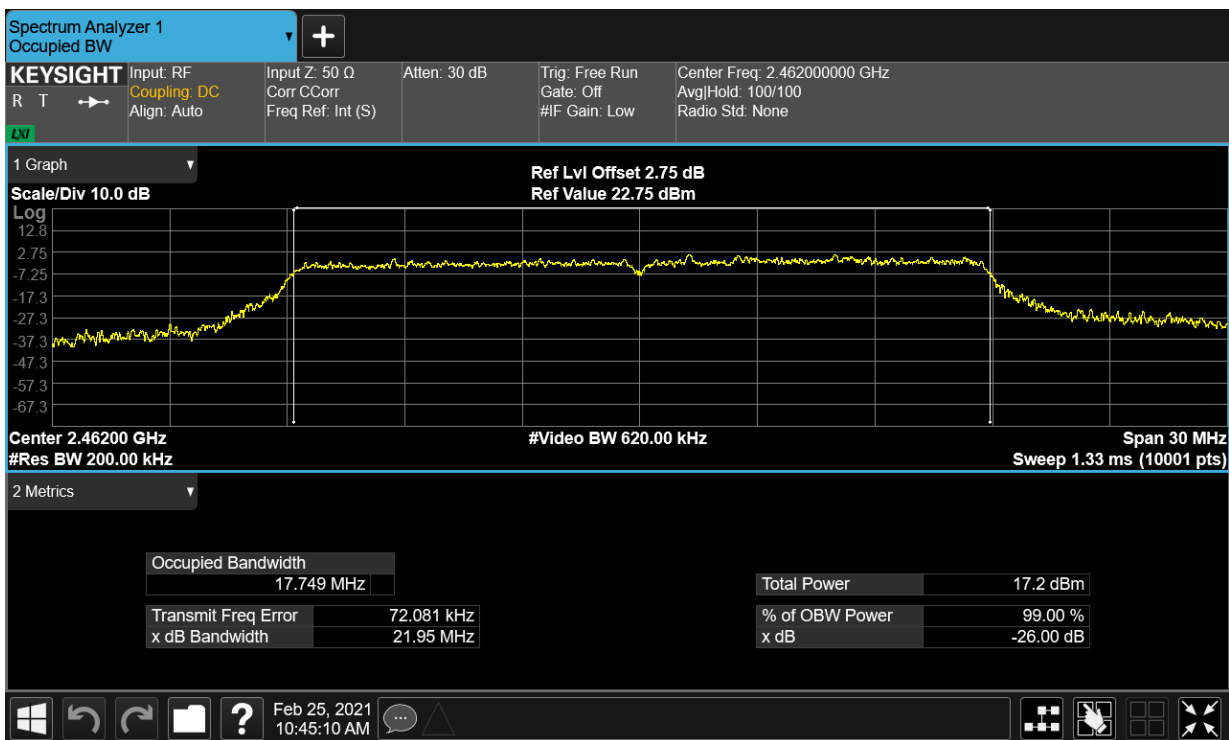 Spectrum Analyzer 1
Occupied BW
KEYSIGHT
R T
LXI
Input: RF
Coupling: DC
Align: Auto
Input Z: 50 Ω
Corr CCorr
Freq Ref: Int (S)
Atten: 30 dB
Trig: Free Run
Gate: Off
#IF Gain: Low
Center Freq: 2.462000000 GHz
Avg|Hold: 100/100
Radio Std: None
1 Graph
Scale/Div 10.0 dB
Ref Lvl Offset 2.75 dB
Ref Value 22.75 dBm
Log
12.8
2.75
-7.25
-17.3
-27.3
-37.3
-47.3
-57.3
-67.3
Center 2.46200 GHz
#Res BW 200.00 kHz
#Video BW 620.00 kHz
Span 30 MHz
Sweep 1.33 ms (10001 pts)
2 Metrics
Occupied Bandwidth
17.749 MHz
Transmit Freq Error 72.081 kHz
x dB Bandwidth 21.95 MHz
Total Power 17.2 dBm
% of OBW Power 99.00 %
x dB -26.00 dB
?
Feb 25, 2021
10:45:10 AM